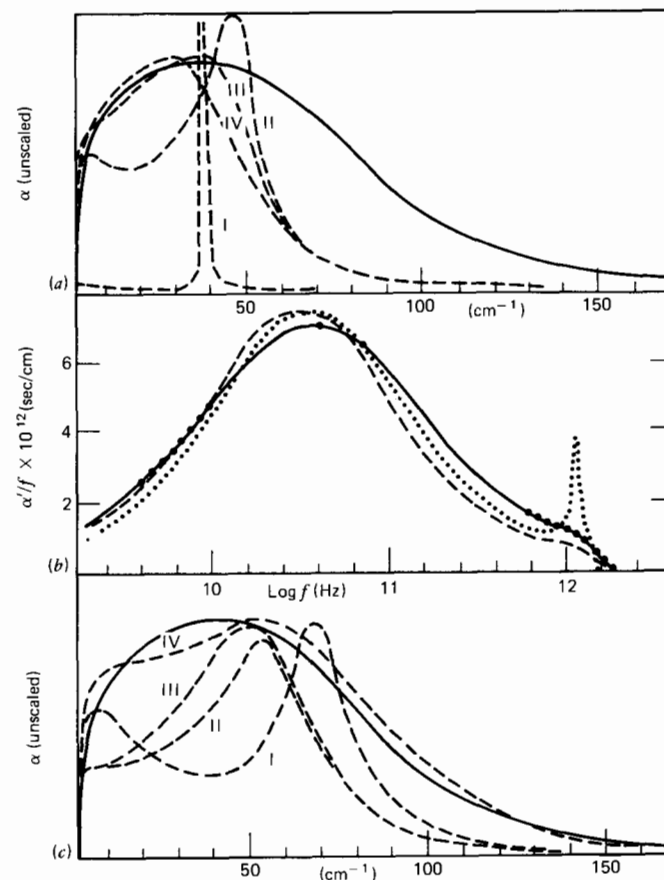 α (unscaled)
III
IV
II
I
(a)
50
100
150
(cm⁻¹)
α'/f × 10¹² (sec/cm)
6
4
2
(b)
10
11
12
Log f (Hz)
α (unscaled)
IV
III
II
I
(c)
50
100
150
(cm⁻¹)